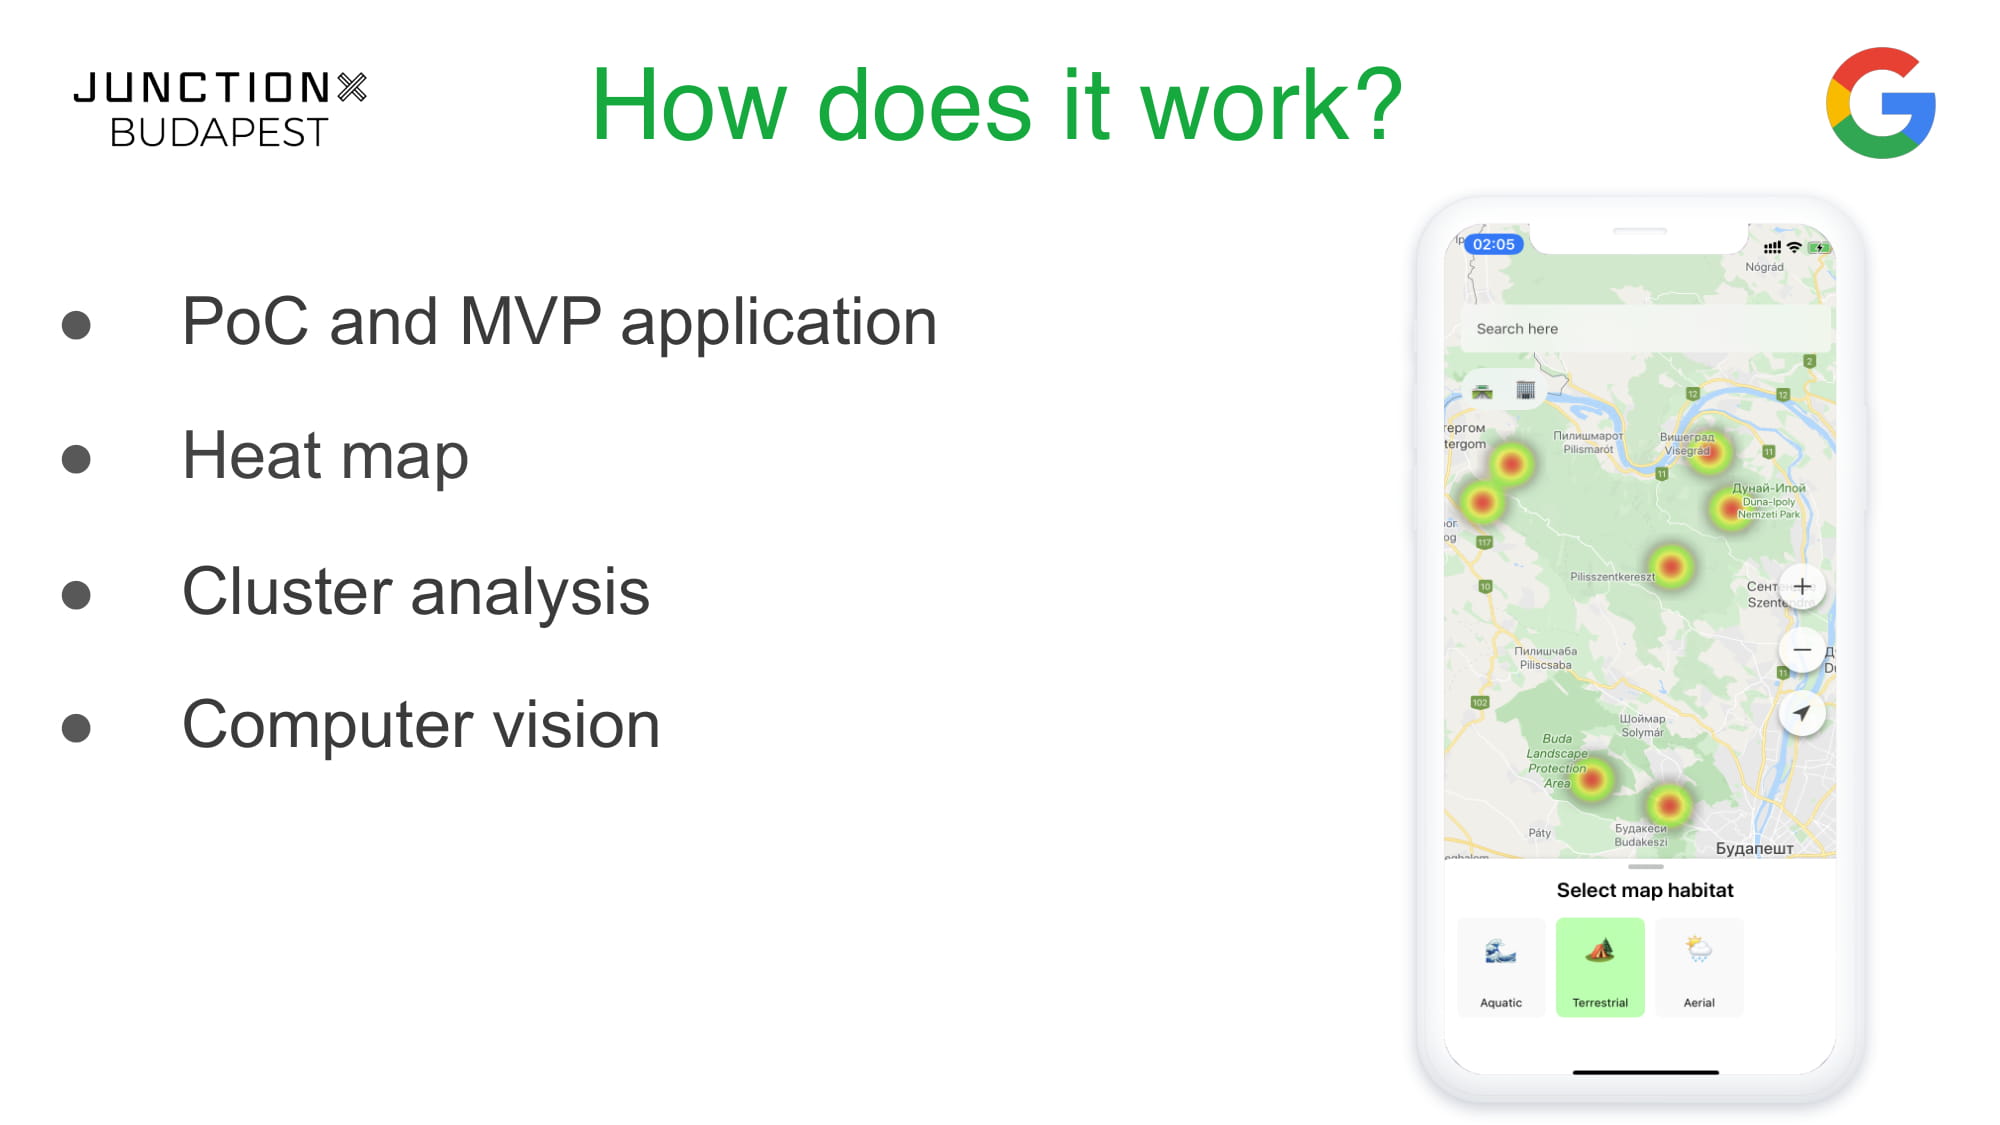 JUNCTIONX
BUDAPEST
How does it work?
● PoC and MVP application
● Heat map
● Cluster analysis
● Computer vision
02:05
Nógrád
Search here
2
12
12
тергом
tergom
Пилишмарот
Pilismarót
Вишеград
Visegrád
11
11
Дунай-Ипой
Duna-Ipoly
Nemzeti Park
117
10
Pilisszentkereszt
Szentendre
Пилишчаба
Piliscsaba
11
102
Шоймар
Solymár
Buda
Landscape
Protection
Area
Páty
Будакеси
Budakeszi
Будапешт
Select map habitat
Aquatic
Terrestrial
Aerial